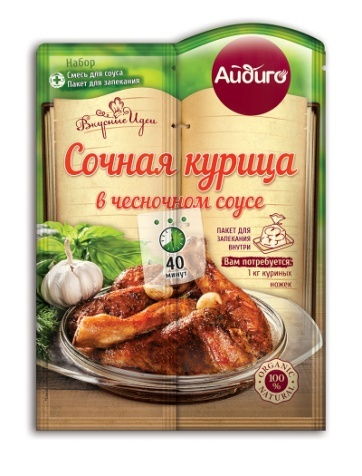 Набор
Смесь для соуса
Пакет для запекания
Айдиго
Вкусные Идеи
Сочная курица
в чесночном соусе
ПАКЕТ ДЛЯ
ЗАПЕКАНИЯ
ВНУТРИ
40
минут
Вам потребуется:
1 кг куриных
ножек
ORGANIC
100%
NATURAL